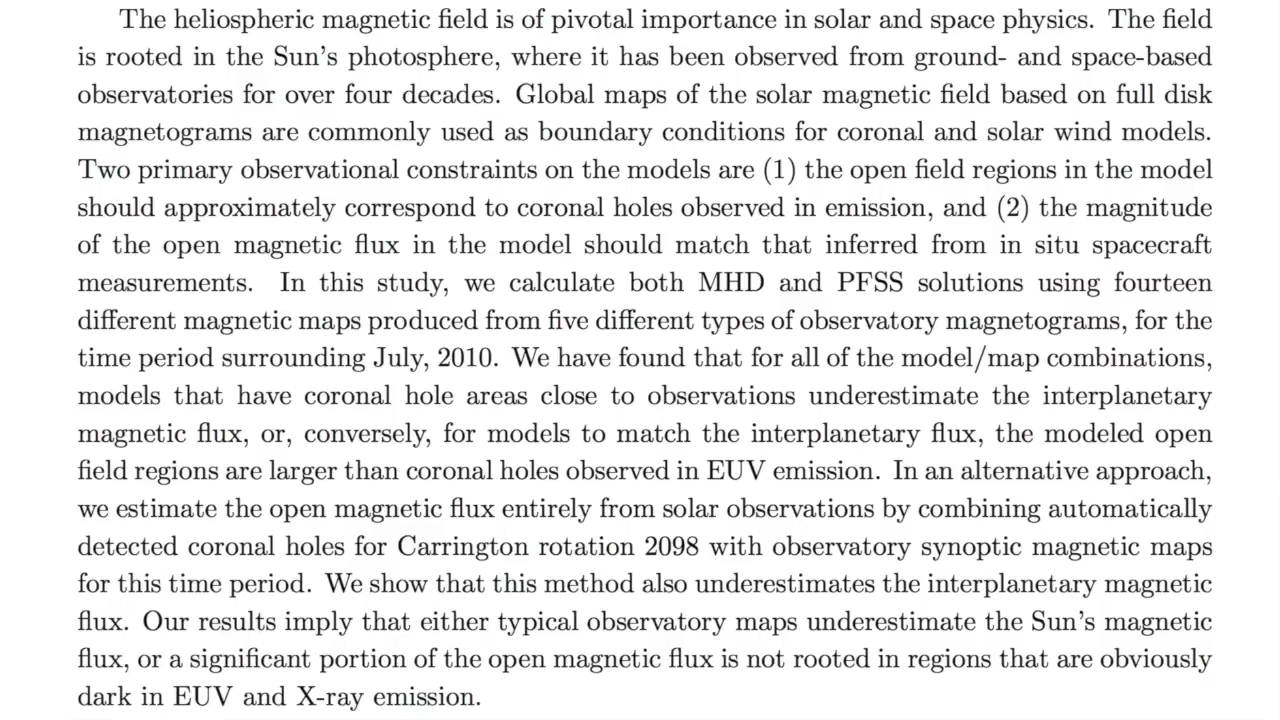 The heliospheric magnetic field is of pivotal importance in solar and space physics. The field
is rooted in the Sun's photosphere, where it has been observed from ground- and space-based
observatories for over four decades. Global maps of the solar magnetic field based on full disk
magnetograms are commonly used as boundary conditions for coronal and solar wind models.
Two primary observational constraints on the models are (1) the open field regions in the model
should approximately correspond to coronal holes observed in emission, and (2) the magnitude
of the open magnetic flux in the model should match that inferred from in situ spacecraft
measurements. In this study, we calculate both MHD and PFSS solutions using fourteen
different magnetic maps produced from five different types of observatory magnetograms, for the
time period surrounding July, 2010. We have found that for all of the model/map combinations,
models that have coronal hole areas close to observations underestimate the interplanetary
magnetic flux, or, conversely, for models to match the interplanetary flux, the modeled open
field regions are larger than coronal holes observed in EUV emission. In an alternative approach,
we estimate the open magnetic flux entirely from solar observations by combining automatically
detected coronal holes for Carrington rotation 2098 with observatory synoptic magnetic maps
for this time period. We show that this method also underestimates the interplanetary magnetic
flux. Our results imply that either typical observatory maps underestimate the Sun's magnetic
flux, or a significant portion of the open magnetic flux is not rooted in regions that are obviously
dark in EUV and X-ray emission.